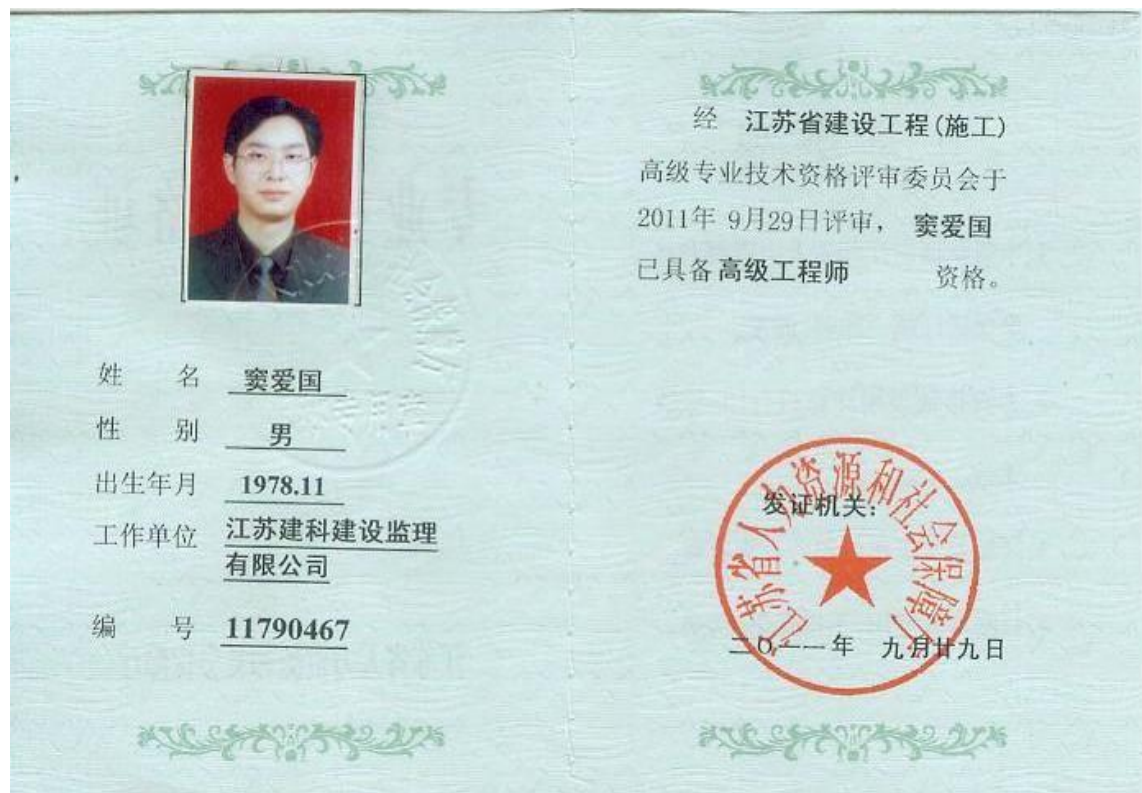 姓 名 窦爱国
性 别 男
出生年月 1978.11
工作单位 江苏建科建设监理
有限公司
编 号 11790467
经 江苏省建设工程(施工)
高级专业技术资格评审委员会于
2011年 9月29日评审， 窦爱国
已具备高级工程师 资格。
江苏省人力资源和社会保障厅
发证机关：
二〇一一年 九月廿九日